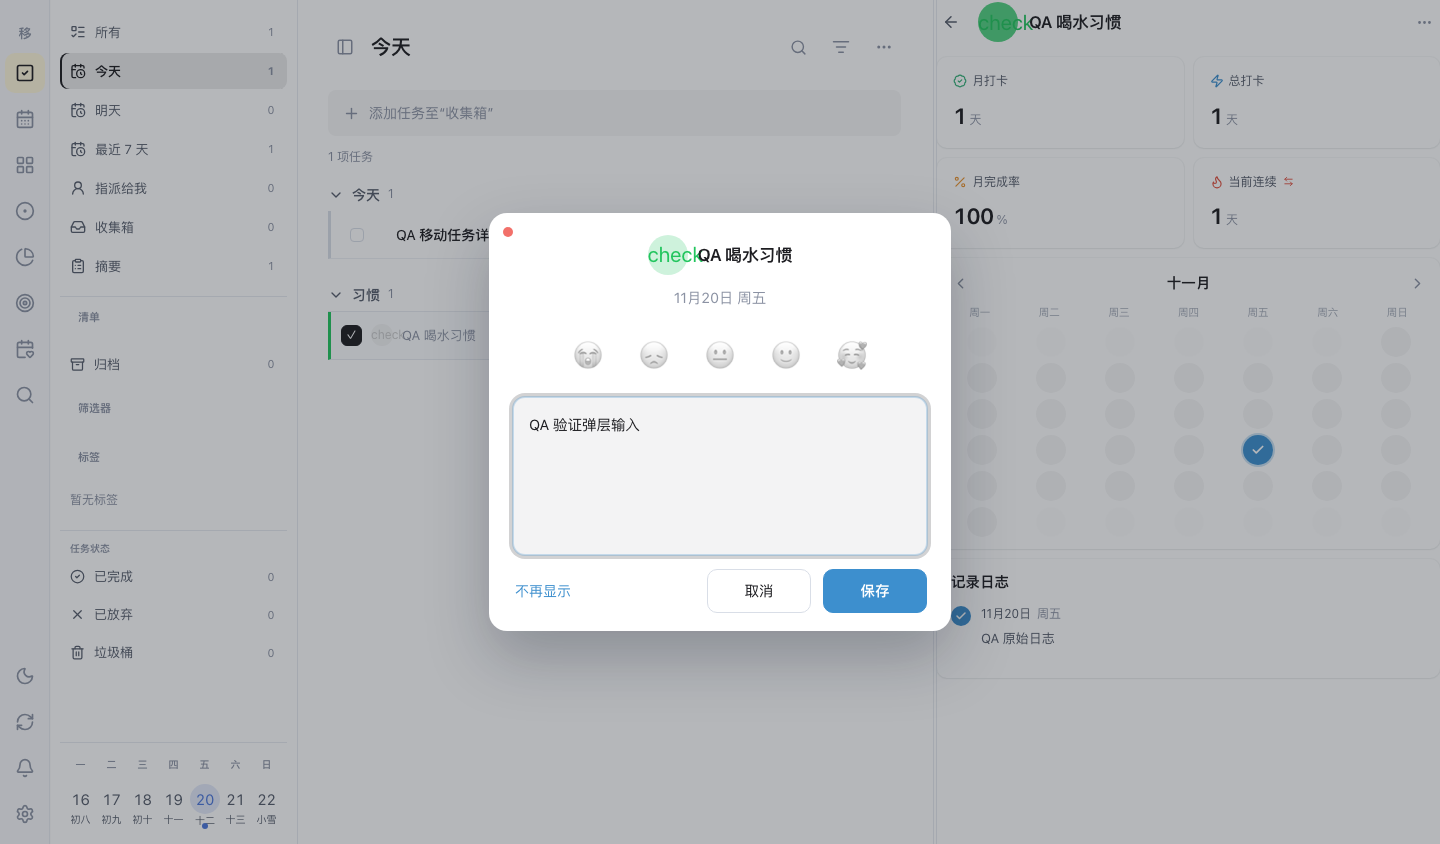 移
所有 1
今天 1
明天 0
最近 7 天 1
指派给我 0
收集箱 0
摘要 1
清单
归档 0
筛选器
标签
暂无标签
任务状态
已完成 0
已放弃 0
垃圾桶 0
一 二 三 四 五 六 日
16 17 18 19 20 21 22
初八 初九 初十 十一 十二 十三 小雪
今天
添加任务至“收集箱”
1 项任务
今天 1
QA 移动任务详
习惯 1
check QA 喝水习惯
check QA 喝水习惯
11月20日 周五
QA 验证弹层输入
不再显示
取消
保存
check QA 喝水习惯
月打卡
1 天
总打卡
1 天
月完成率
100 %
当前连续
1 天
十一月
周一 周二 周三 周四 周五 周六 周日
记录日志
11月20日 周五
QA 原始日志